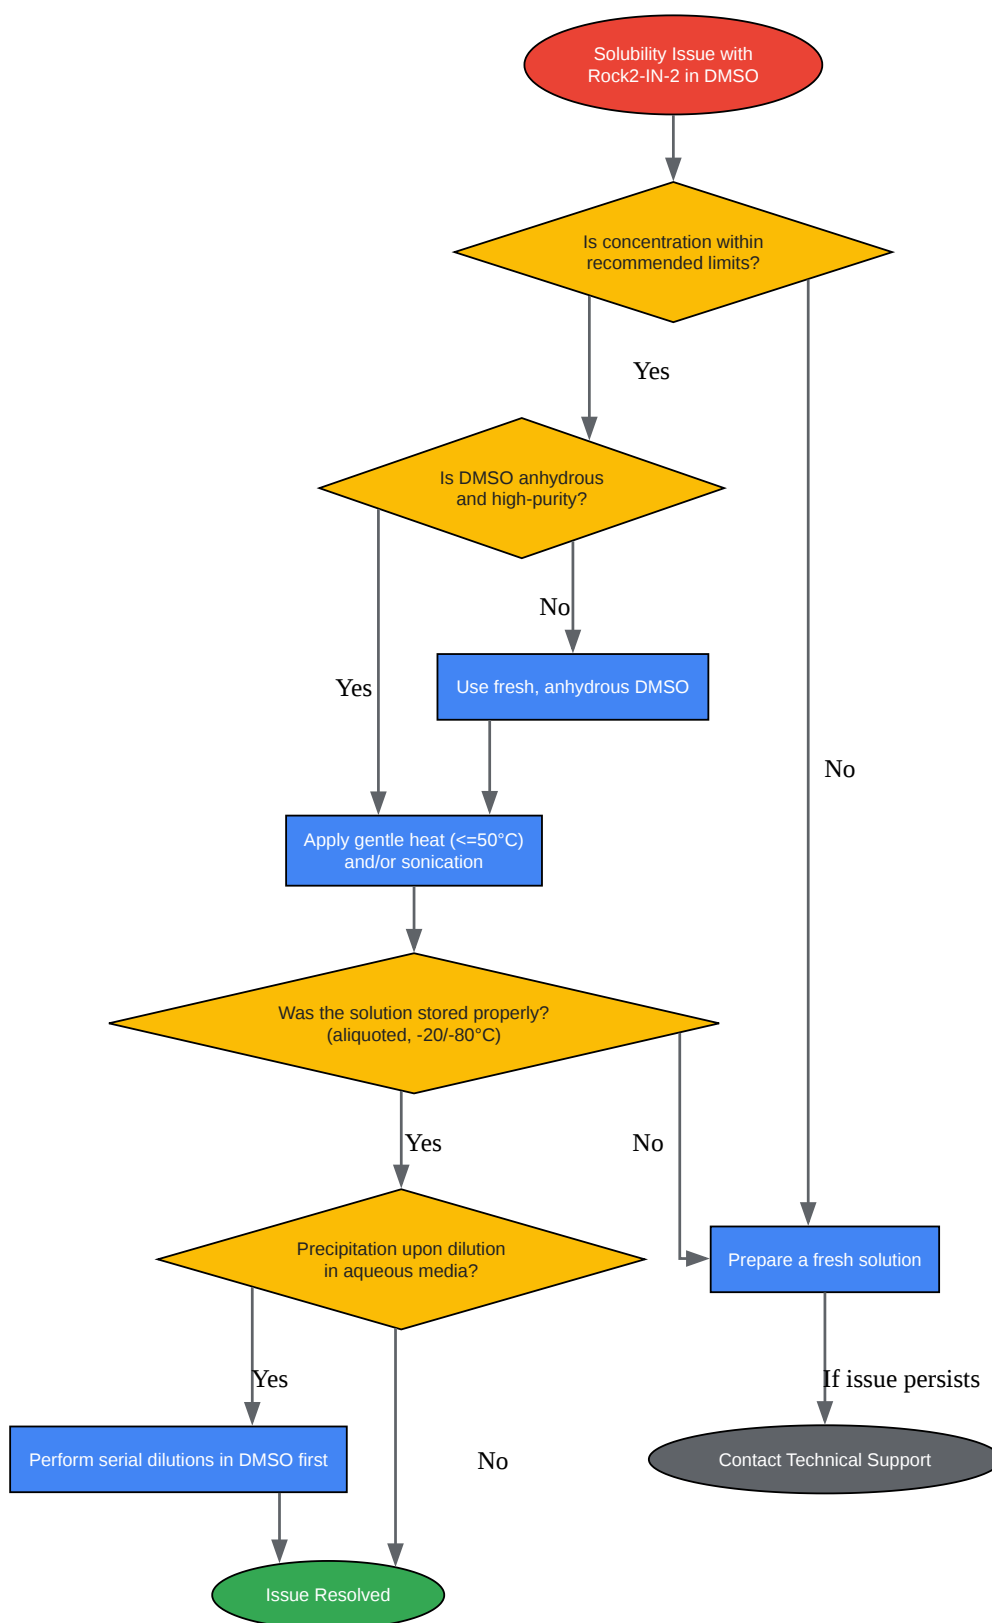 Solubility Issue with
Rock2-IN-2 in DMSO
Is concentration within
recommended limits?
Yes
Is DMSO anhydrous
and high-purity?
No
Use fresh, anhydrous DMSO
Yes
No
Apply gentle heat (<=50°C)
and/or sonication
Was the solution stored properly?
(aliquoted, -20/-80°C)
Yes
No
Precipitation upon dilution
in aqueous media?
Prepare a fresh solution
Yes
If issue persists
Perform serial dilutions in DMSO first
No
Contact Technical Support
Issue Resolved